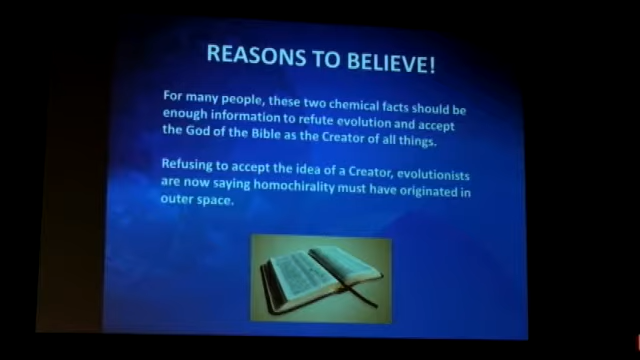 REASONS TO BELIEVE!
For many people, these two chemical facts should be
enough information to refute evolution and accept
the God of the Bible as the Creator of all things.
Refusing to accept the idea of a Creator, evolutionists
are now saying homochirality must have originated in
outer space.